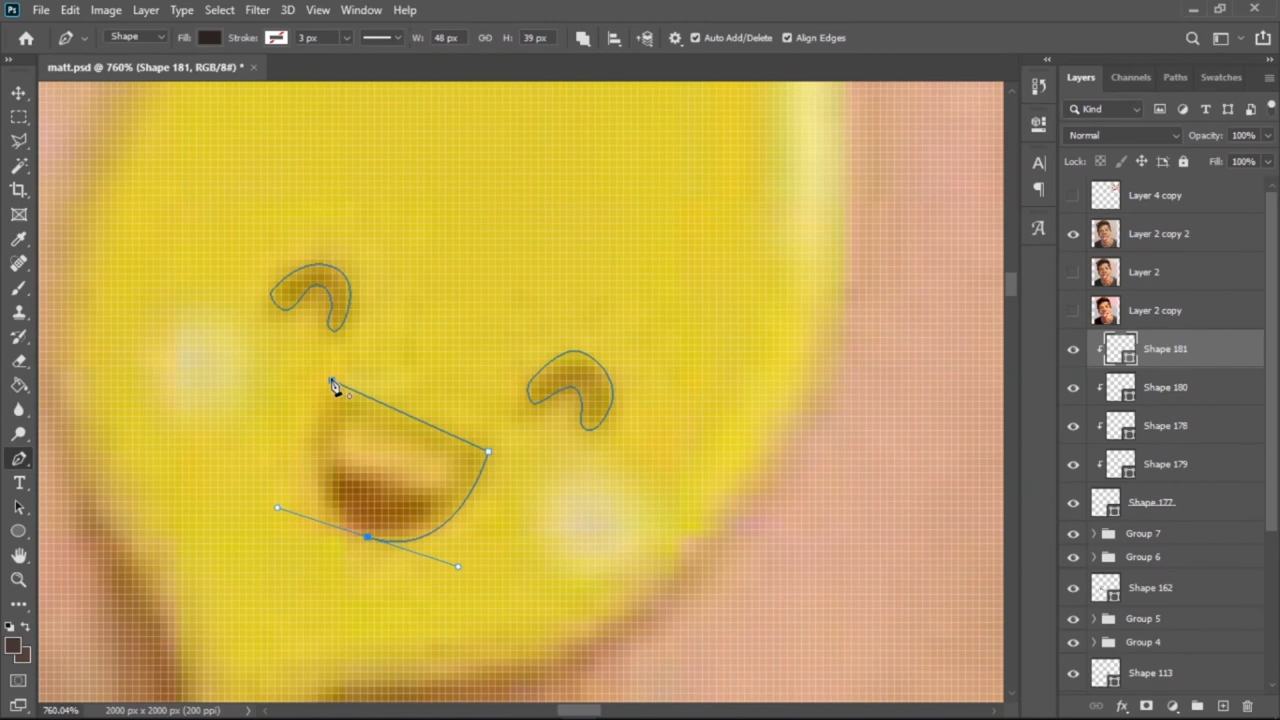 Ps File Edit Image Layer Type Select Filter 3D View Window Help
Shape Fill: Stroke: 3 px W: 48 px H: 39 px Auto Add/Delete Align Edges
matt.psd @ 760% (Shape 181, RGB/8#) * ×
Layers Channels Paths Swatches
Kind
Normal Opacity: 100%
Lock: Fill: 100%
Layer 4 copy
Layer 2 copy 2
Layer 2
Layer 2 copy
Shape 181
Shape 180
Shape 178
Shape 179
Shape 177
Group 7
Group 6
Shape 162
Group 5
Group 4
Shape 113
760.04% 2000 px x 2000 px (200 ppi)